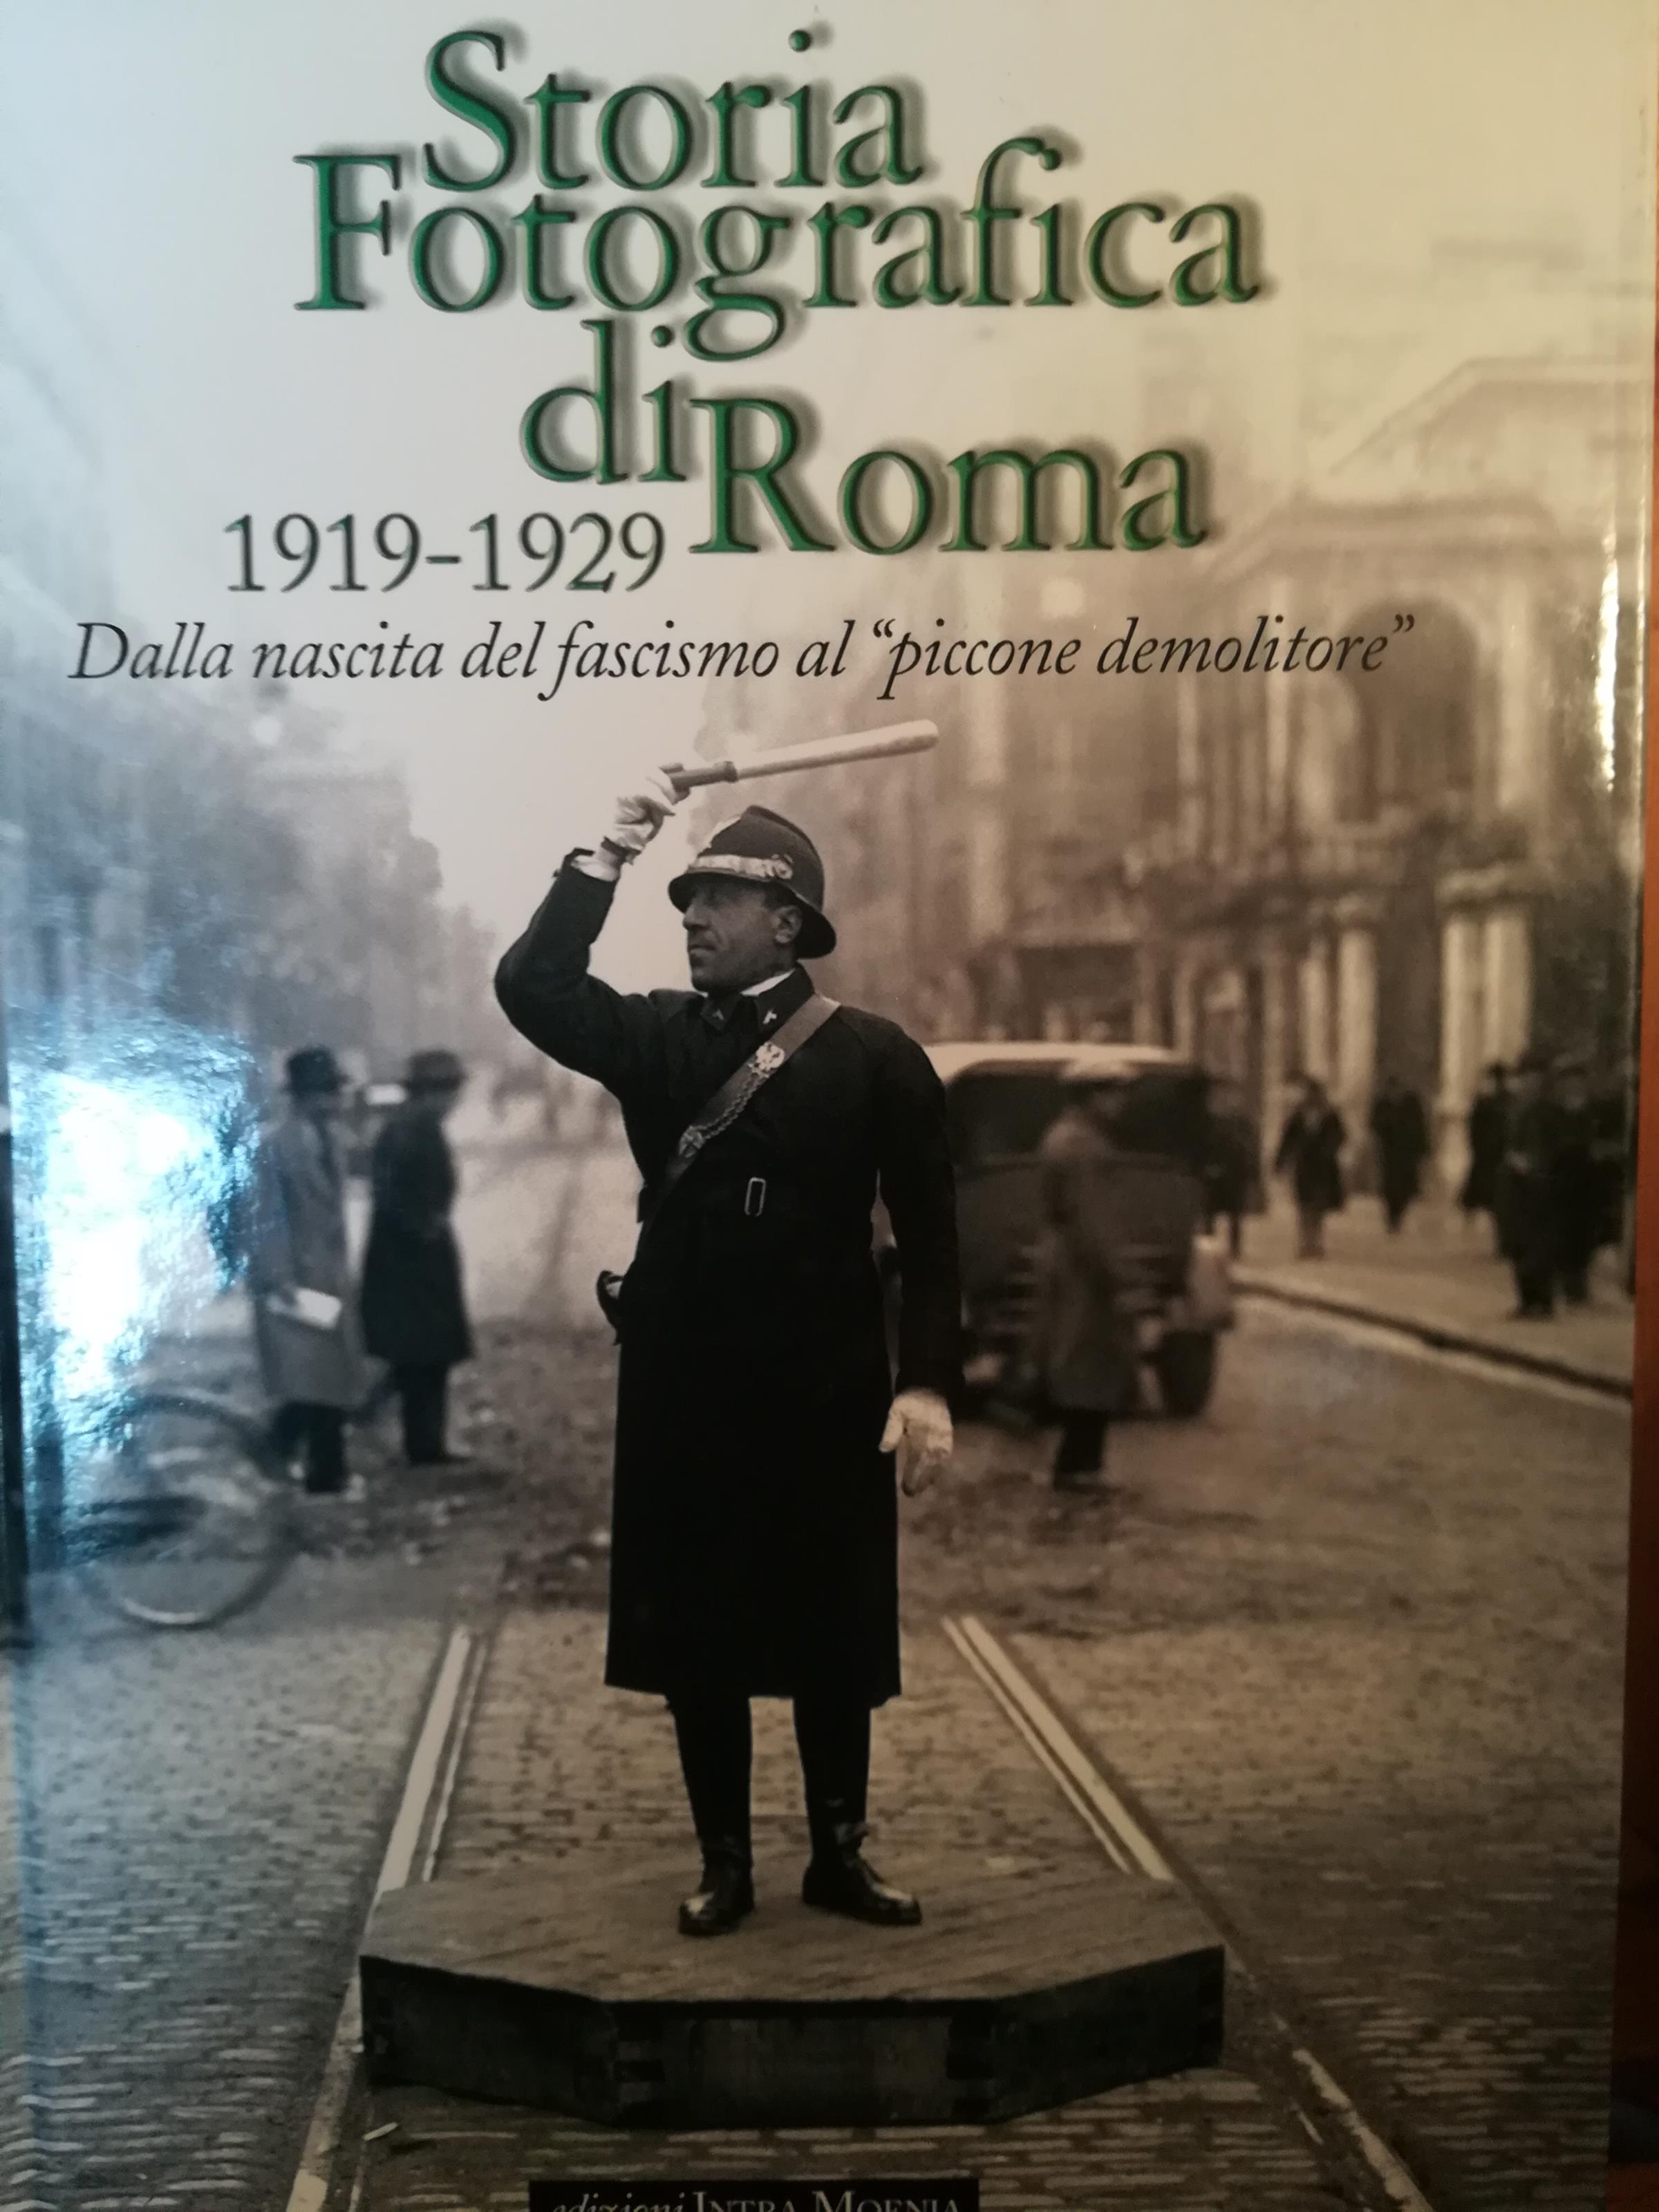 Storia
Fotografica
di Roma
1919-1929
Dalla nascita del fascismo al “piccone demolitore”
edizioni INTRA MOENIA